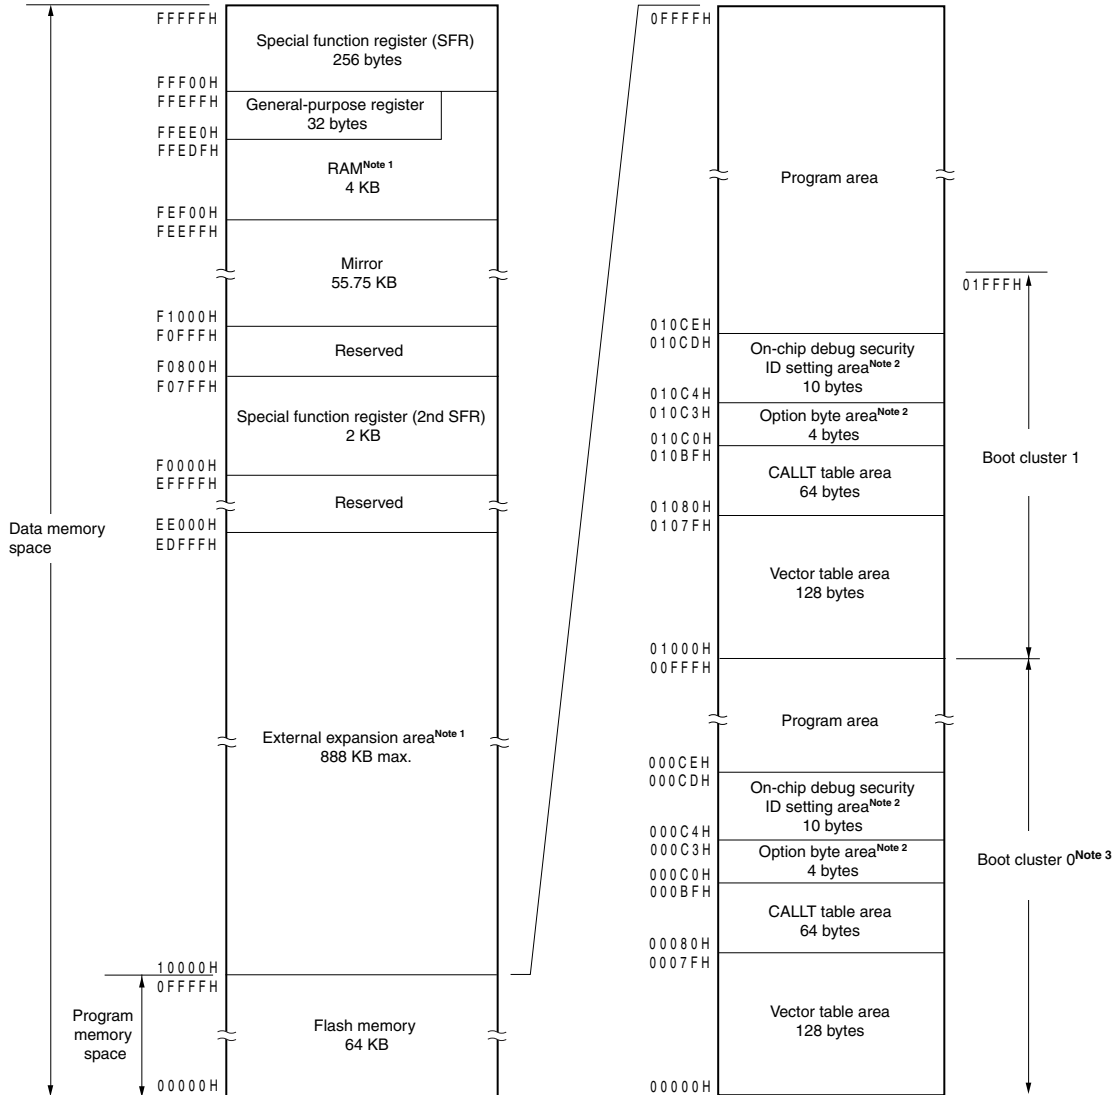 FFFFFH
Special function register (SFR)
256 bytes
FFF00H
FFEFFH
General-purpose register
32 bytes
FFEE0H
FFEDFH
RAMNote 1
4 KB
FEF00H
FEEFFH
Mirror
55.75 KB
F1000H
F0FFFH
Reserved
F0800H
F07FFH
Special function register (2nd SFR)
2 KB
F0000H
EFFFFH
Reserved
EE000H
EDFFFH
Data memory
space
External expansion areaNote 1
888 KB max.
10000H
0FFFFH
Program
memory
space
Flash memory
64 KB
00000H
0FFFFH
Program area
01FFFH
010CEH
010CDH
On-chip debug security
ID setting areaNote 2
10 bytes
010C4H
010C3H
Option byte areaNote 2
4 bytes
010C0H
010BFH
Boot cluster 1
CALLT table area
64 bytes
01080H
0107FH
Vector table area
128 bytes
01000H
00FFFH
Program area
000CEH
000CDH
On-chip debug security
ID setting areaNote 2
10 bytes
000C4H
000C3H
Option byte areaNote 2
4 bytes
Boot cluster 0Note 3
000C0H
000BFH
CALLT table area
64 bytes
00080H
0007FH
Vector table area
128 bytes
00000H